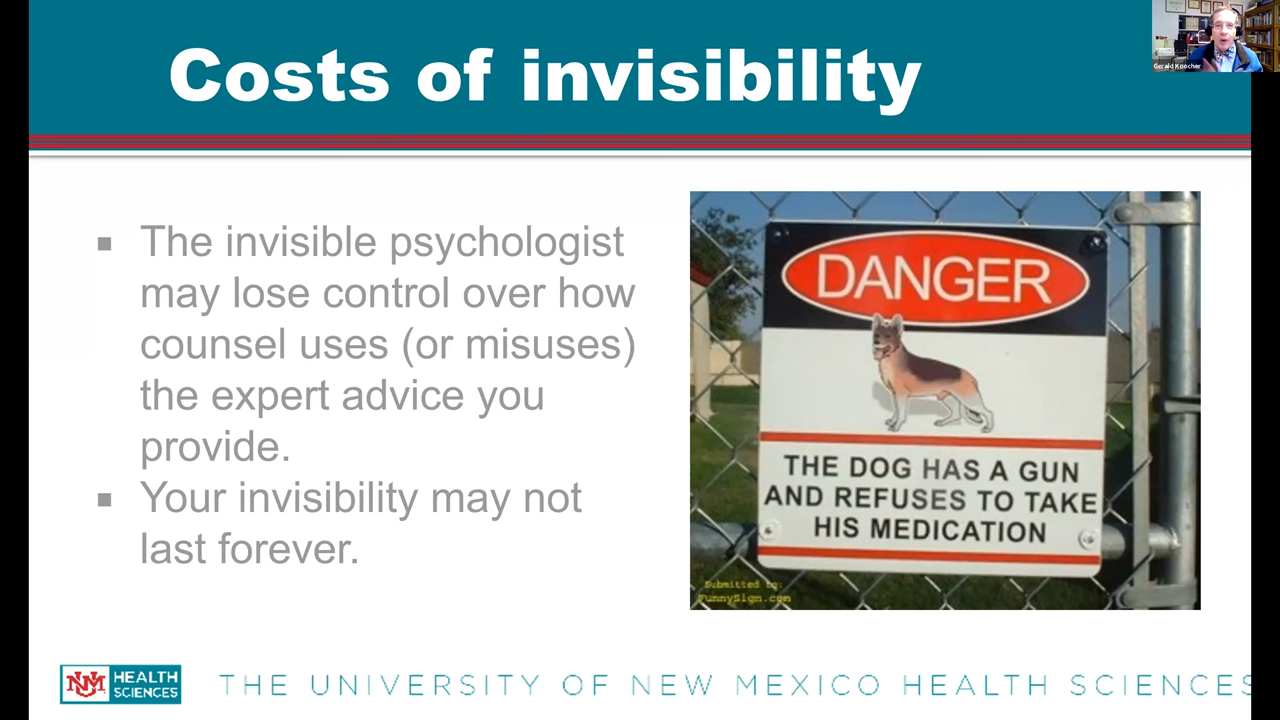 Costs of invisibility
Gerald Koocher
▪ The invisible psychologist
may lose control over how
counsel uses (or misuses)
the expert advice you
provide.
▪ Your invisibility may not
last forever.
DANGER
THE DOG HAS A GUN
AND REFUSES TO TAKE
HIS MEDICATION
Submitted to:
FunnySign.com
UNM HEALTH
SCIENCES
THE UNIVERSITY OF NEW MEXICO HEALTH SCIENCES